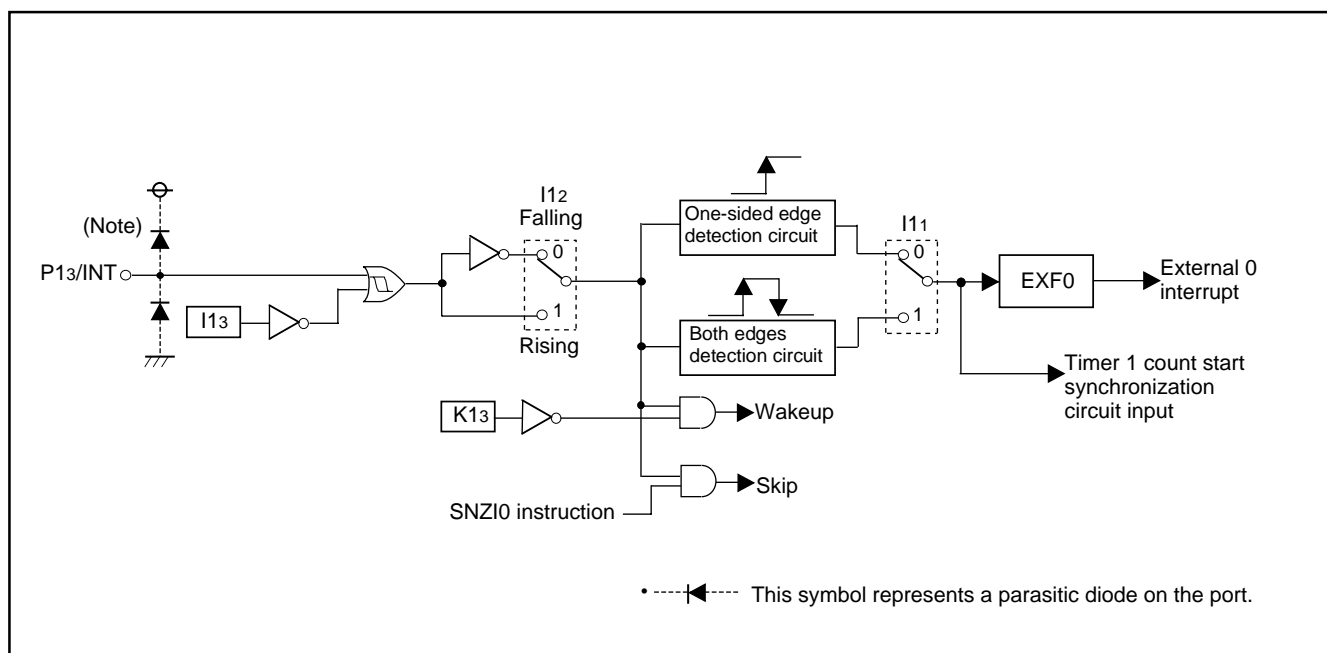 I12
Falling
0
1
Rising
(Note)
P13/INT
I13
One-sided edge
detection circuit
Both edges
detection circuit
I11
0
1
EXF0
External 0
interrupt
Timer 1 count start
synchronization
circuit input
K13
Wakeup
SNZI0 instruction
Skip
• This symbol represents a parasitic diode on the port.